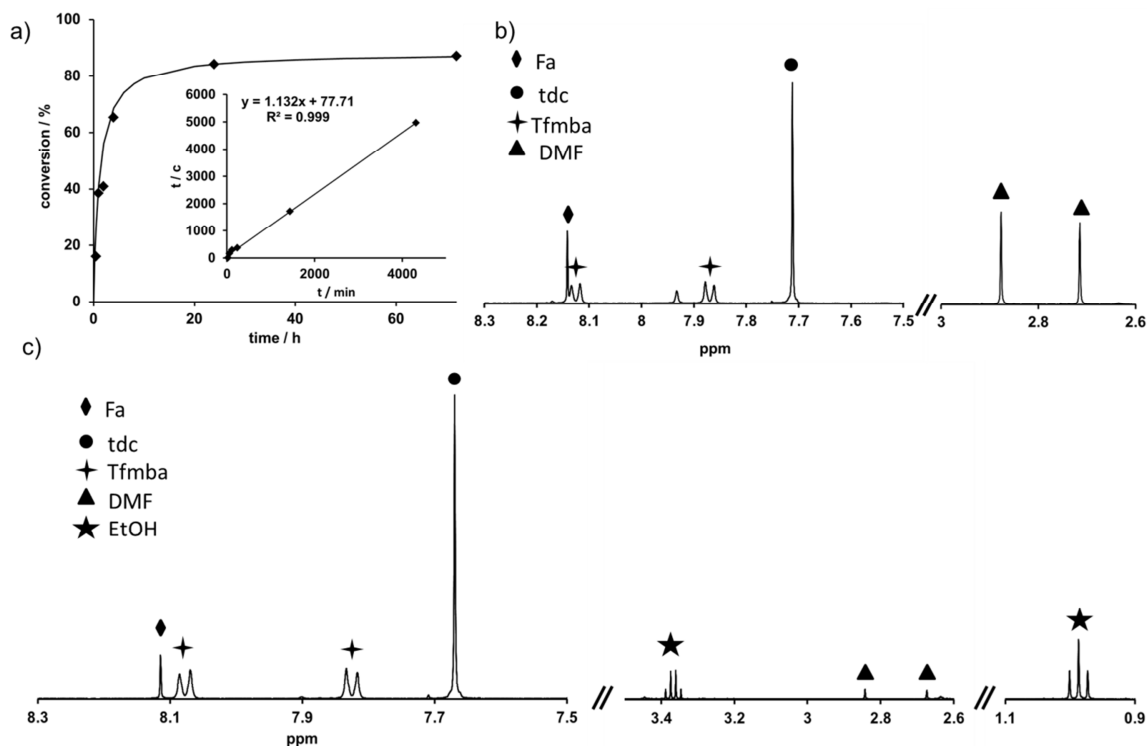 a)
100
80
60
40
20
0
conversion / %
0
20
40
60
time / h
y = 1.132x + 77.71
R² = 0.999
6000
5000
4000
3000
2000
1000
0
t / c
0
2000
4000
t / min
b)
Fa
tdc
Tfmba
DMF
8.3
8.2
8.1
8
7.9
7.8
7.7
7.6
7.5
3
2.8
2.6
ppm
c)
Fa
tdc
Tfmba
DMF
EtOH
8.3
8.1
7.9
7.7
7.5
3.4
3.2
3
2.8
2.6
1.1
0.9
ppm